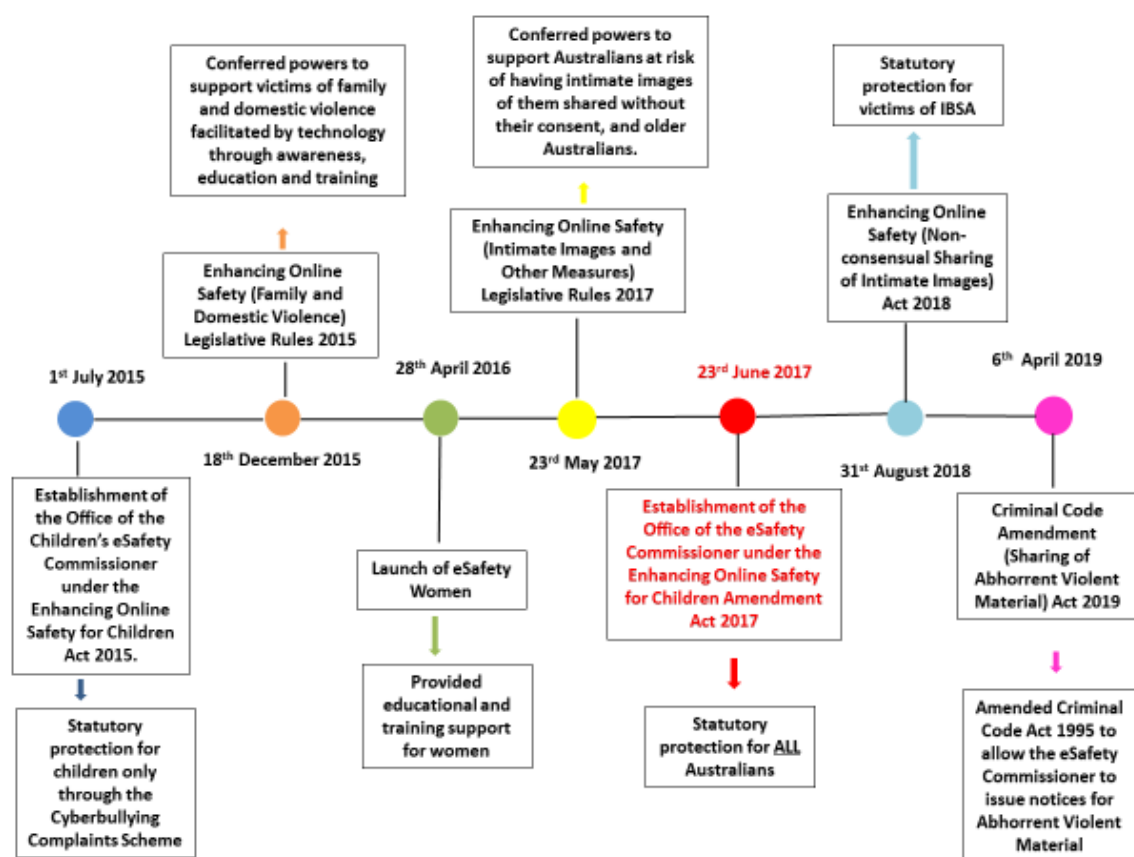 Conferred powers to
support victims of family
and domestic violence
facilitated by technology
through awareness,
education and training
Conferred powers to
support Australians at risk
of having intimate images
of them shared without
their consent, and older
Australians.
Statutory
protection for
victims of IBSA
Enhancing Online
Safety (Family and
Domestic Violence)
Legislative Rules 2015
Enhancing Online Safety
(Intimate Images and
Other Measures)
Legislative Rules 2017
Enhancing Online
Safety (Non-
consensual Sharing
of Intimate Images)
Act 2018
1st July 2015
28th April 2016
23rd June 2017
6th April 2019
18th December 2015
23rd May 2017
31st August 2018
Establishment of
the Office of the
Children's eSafety
Commissioner
under the
Enhancing Online
Safety for Children
Act 2015.
Launch of eSafety
Women
Establishment of the
Office of the eSafety
Commissioner under the
Enhancing Online Safety
for Children Amendment
Act 2017
Criminal Code
Amendment
(Sharing of
Abhorrent Violent
Material) Act 2019
Statutory
protection for
children only
through the
Cyberbullying
Complaints Scheme
Provided
educational and
training support
for women
Statutory
protection for ALL
Australians
Amended Criminal
Code Act 1995 to
allow the eSafety
Commissioner to
issue notices for
Abhorrent Violent
Material